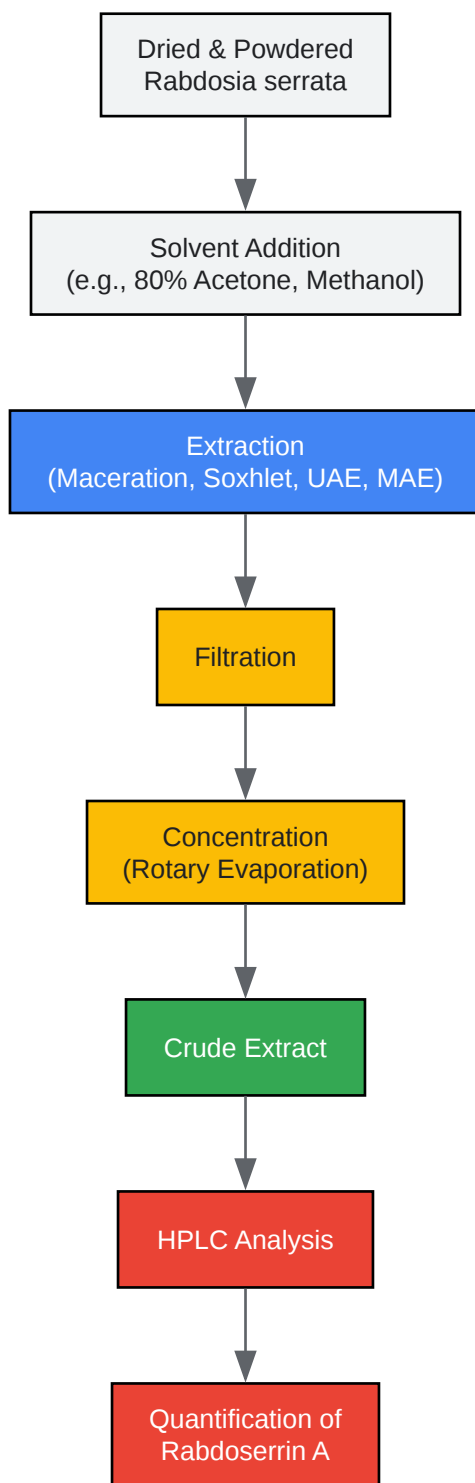 Dried & Powdered
Rabdosia serrata
Solvent Addition
(e.g., 80% Acetone, Methanol)
Extraction
(Maceration, Soxhlet, UAE, MAE)
Filtration
Concentration
(Rotary Evaporation)
Crude Extract
HPLC Analysis
Quantification of
Rabdoserrin A